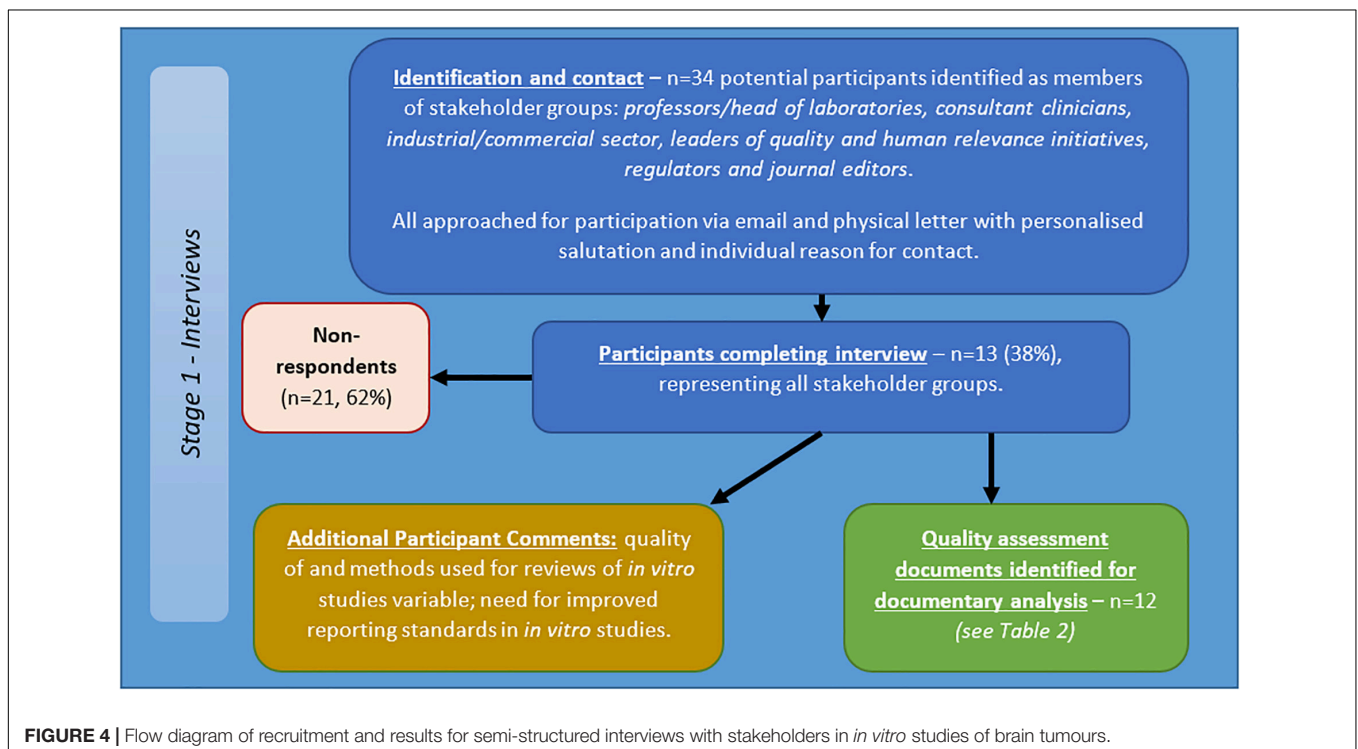 Stage 1 - Interviews
Identification and contact – n=34 potential participants identified as members
of stakeholder groups: professors/head of laboratories, consultant clinicians,
industrial/commercial sector, leaders of quality and human relevance initiatives,
regulators and journal editors.
All approached for participation via email and physical letter with personalised
salutation and individual reason for contact.
Participants completing interview – n=13 (38%),
representing all stakeholder groups.
Non-
respondents
(n=21, 62%)
Additional Participant Comments: quality
of and methods used for reviews of in vitro
studies variable; need for improved
reporting standards in in vitro studies.
Quality assessment
documents identified for
documentary analysis – n=12
(see Table 2)
FIGURE 4 | Flow diagram of recruitment and results for semi-structured interviews with stakeholders in in vitro studies of brain tumours.